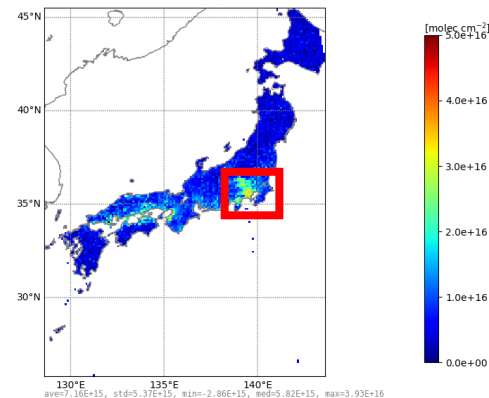 [molec cm⁻²]
45°N
40°N
35°N
30°N
130°E
135°E
140°E
5.0e+16
4.0e+16
3.0e+16
2.0e+16
1.0e+16
0.0e+00
ave=7.16E+15, std=5.37E+15, min=-2.86E+15, med=5.82E+15, max=3.93E+16